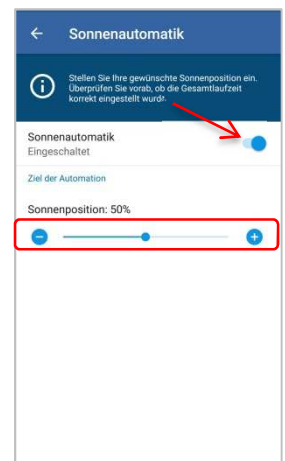 Sonnenautomatik
Stellen Sie Ihre gewünschte Sonnenposition ein.
Überprüfen Sie vorab, ob die Gesamtlaufzeit
korrekt eingestellt wurde.
Sonnenautomatik
Eingeschaltet
Ziel der Automation
Sonnenposition: 50%